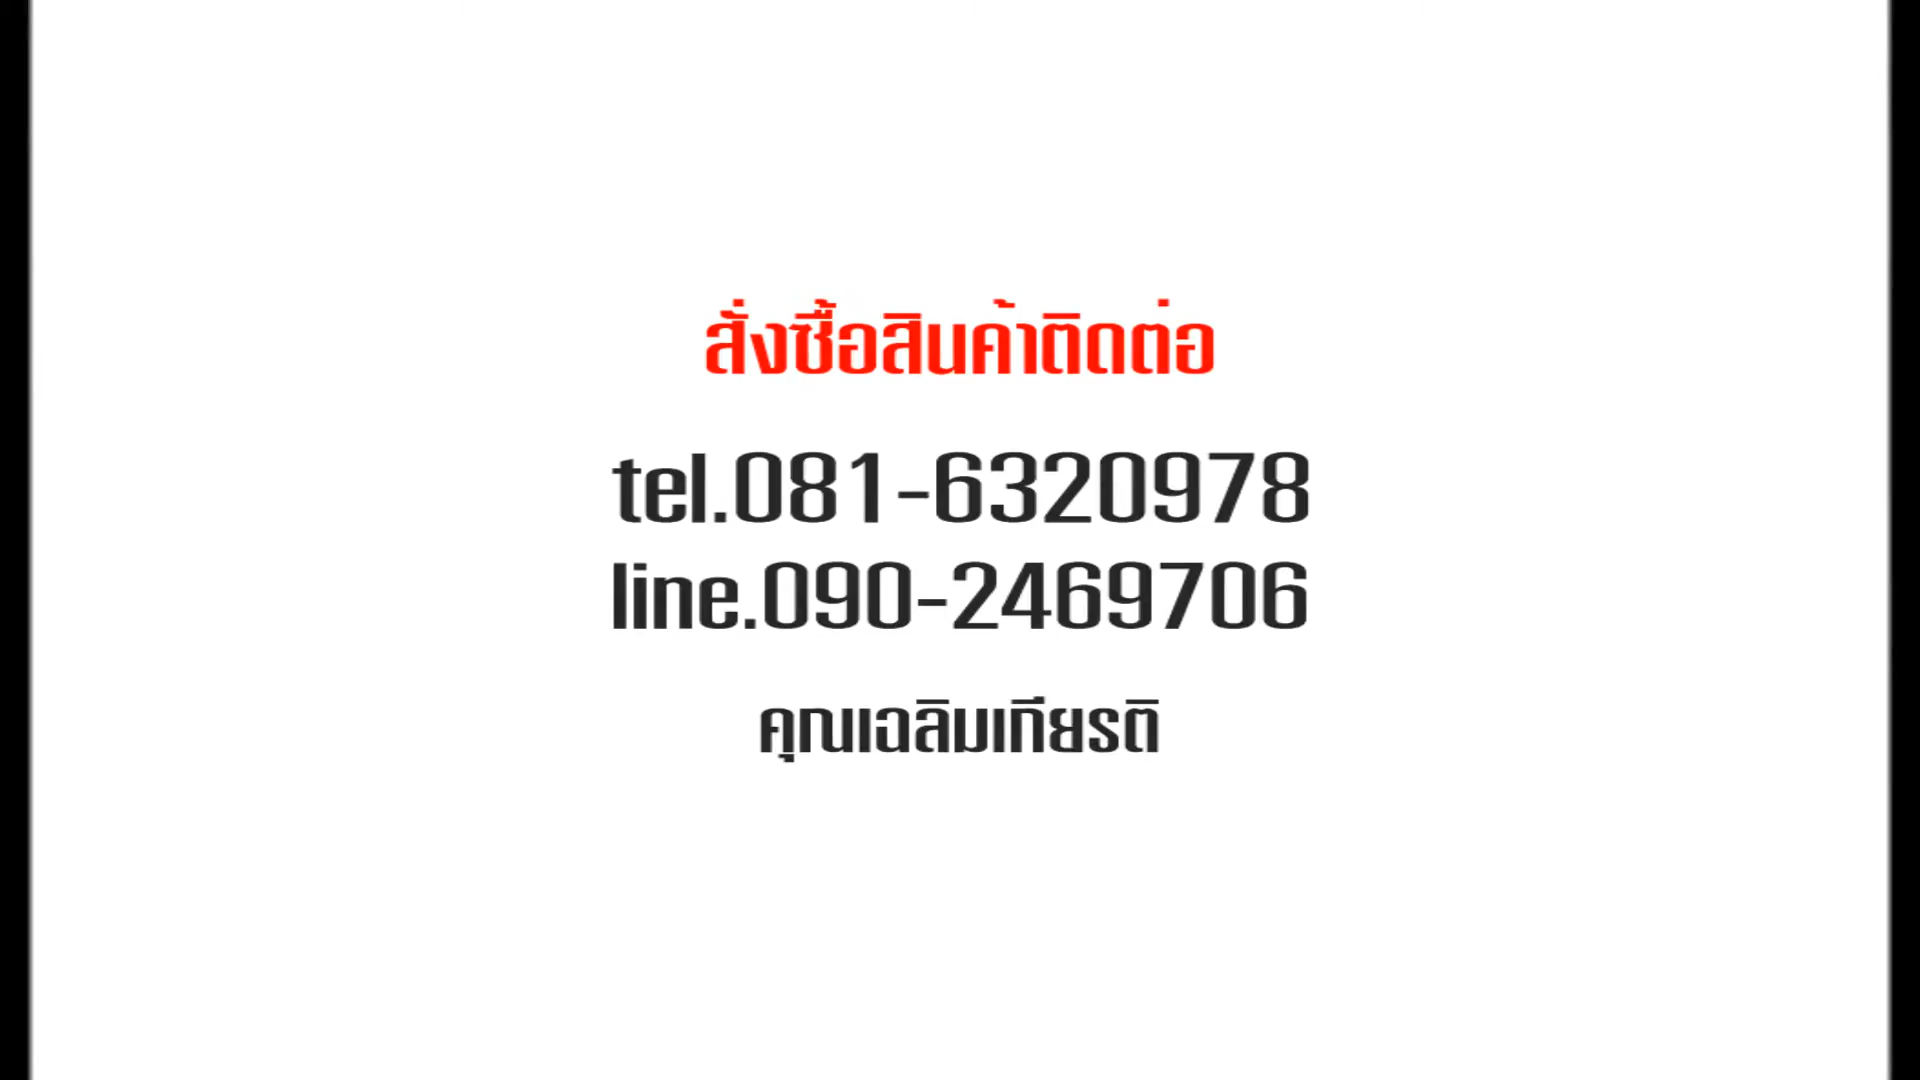 สั่งซื้อสินค้าติดต่อ
tel.081-6320978
line.090-2469706
คุณเฉลิมเกียรติ